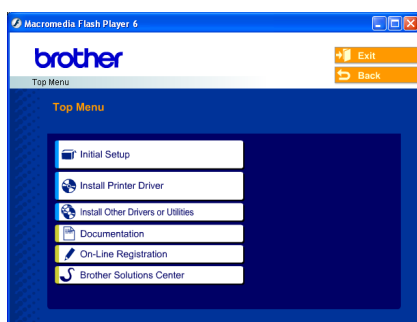 Macromedia Flash Player 6
brother
Exit
Back
Top Menu
Top Menu
Initial Setup
Install Printer Driver
Install Other Drivers or Utilities
Documentation
On-Line Registration
Brother Solutions Center